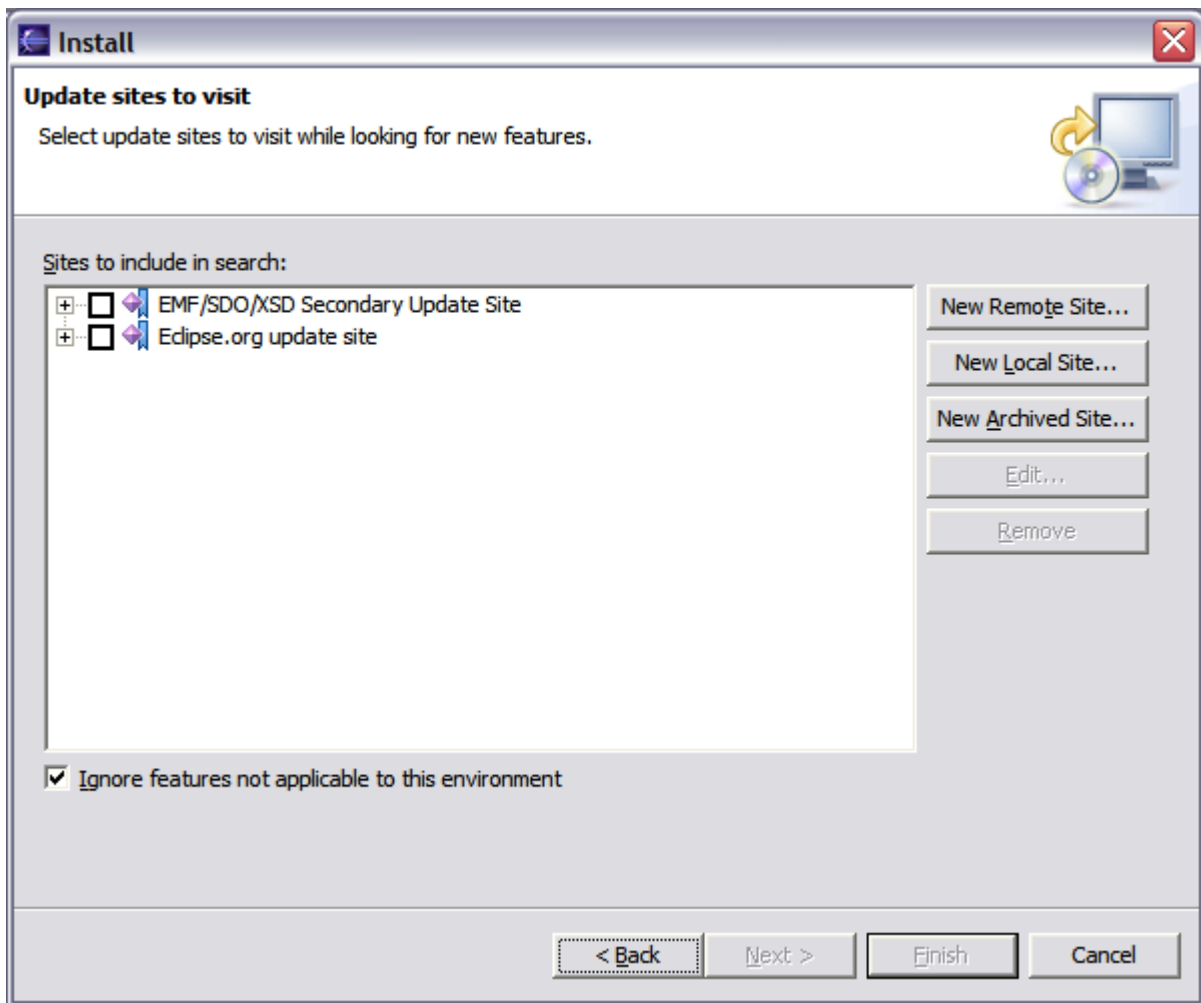 Install
Update sites to visit
Select update sites to visit while looking for new features.
Sites to include in search:
EMF/SDO/XSD Secondary Update Site
Eclipse.org update site
New Remote Site...
New Local Site...
New Archived Site...
Edit...
Remove
Ignore features not applicable to this environment
< Back
Next >
Finish
Cancel